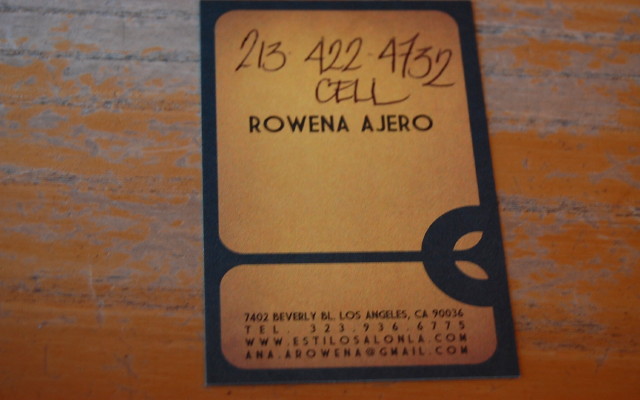 213-422-4732
CELL
ROWENA AJERO
7402 BEVERLY BL. LOS ANGELES, CA 90036
TEL. 323.936.6775
WWW.ESTILOSALONLA.COM
ANA.AROWENA@GMAIL.COM